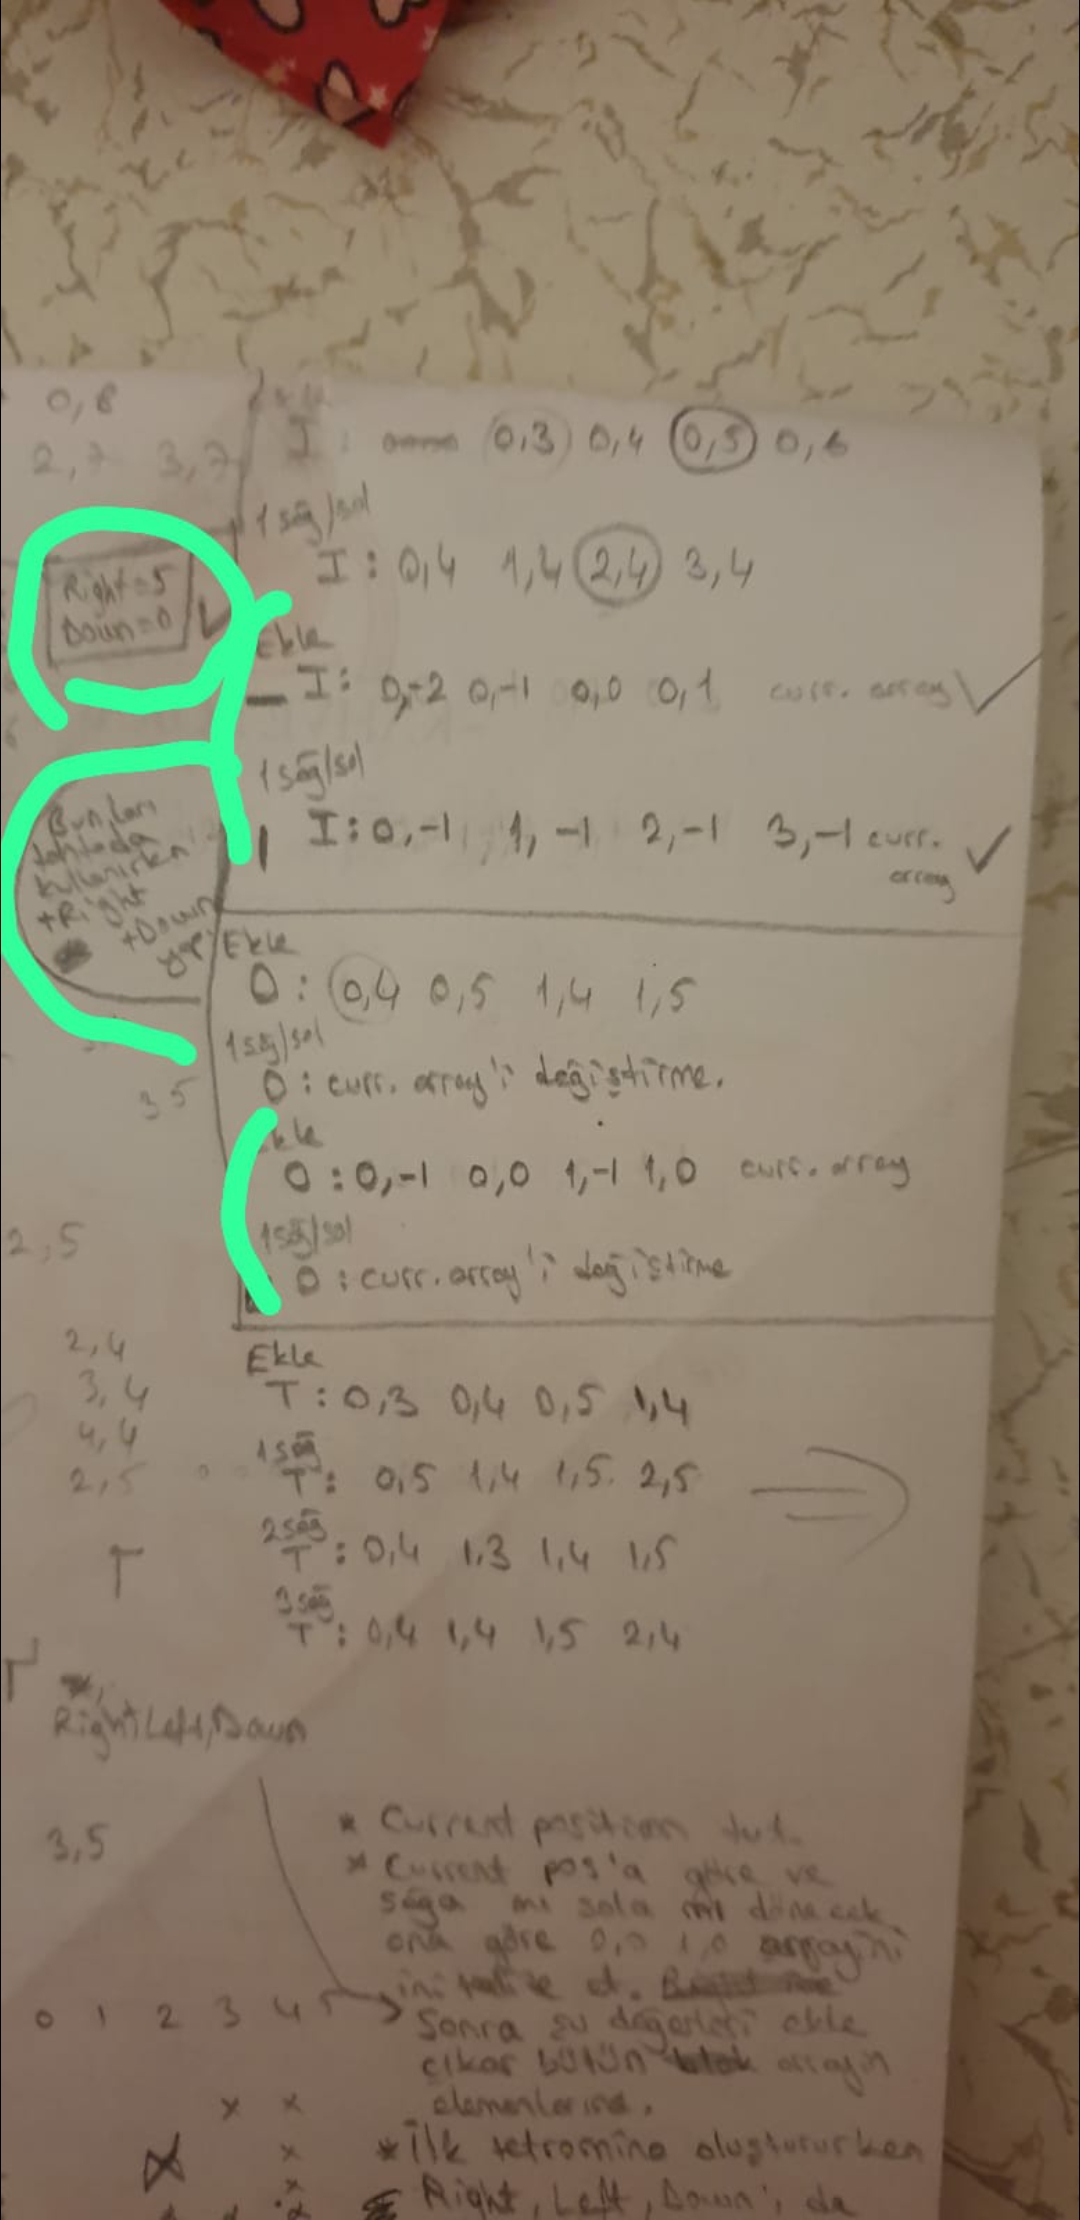 0,8
2,7 3,7
Right=5
Down=0
Bunları
tahtada
kullanırken
+Right
+Down
yap
35
2,5
2,4
3,4
4,4
2,5
T
Right,Left,Down
3,5
0 1 2 3 4 5
x x
x
x
I: 0,3 0,4 0,5 0,6
1 sağ/sol
I: 0,4 1,4 2,4 3,4
Ekle
I: 0,-2 0,-1 0,0 0,1 curr. array
1 sağ/sol
I: 0,-1 1,-1 2,-1 3,-1 curr.
array
Ekle
O: 0,4 0,5 1,4 1,5
1 sağ/sol
O: curr. array'i değiştirme.
Ekle
O: 0,-1 0,0 1,-1 1,0 curr. array
1 sağ/sol
O: curr. array'i değiştirme
Ekle
T: 0,3 0,4 0,5 1,4
1 sağ
T: 0,5 1,4 1,5 2,5
2 sağ
T: 0,4 1,3 1,4 1,5
3 sağ
T: 0,4 1,4 1,5 2,4
* Current position tut.
* Current pos'a göre ve
sağa mı sola mı dönecek
ona göre 0,0 1,0 arrayini
initialize et.
Sonra şu değerleri ekle
çıkar bütün arrayin
elemanlarına.
* İlk tetromino oluştururken
Right, Left, Down'i da